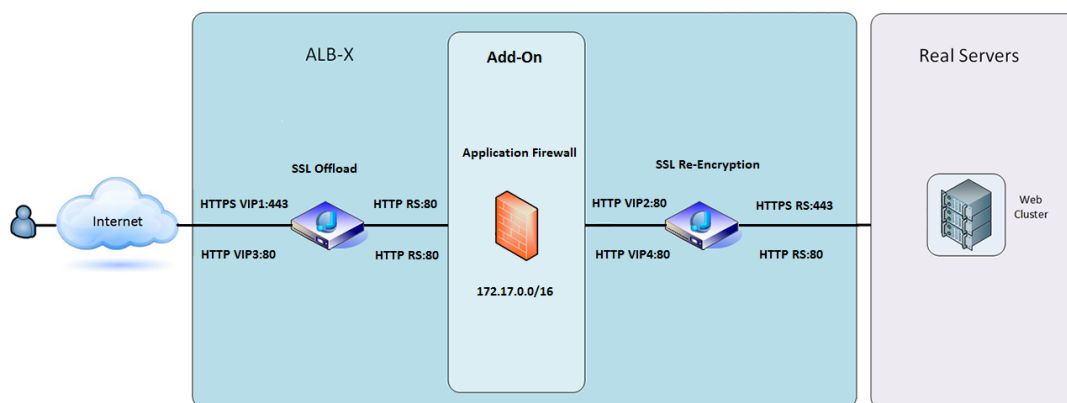 ALB-X
Add-On
Real Servers
Application Firewall
SSL Offload
SSL Re-Encryption
Internet
HTTPS VIP1:443
HTTP RS:80
HTTP VIP2:80
HTTPS RS:443
Web
Cluster
HTTP VIP3:80
HTTP RS:80
HTTP VIP4:80
HTTP RS:80
172.17.0.0/16